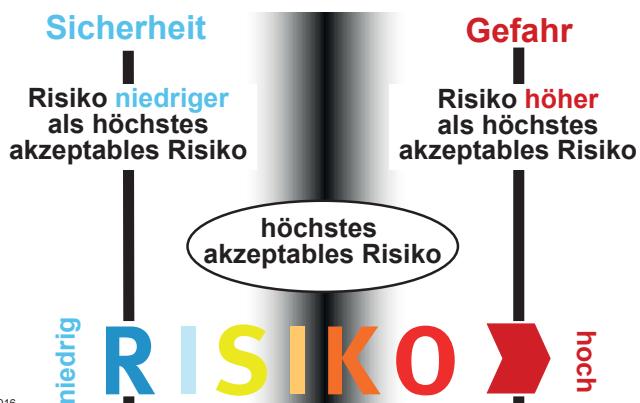 Sicherheit
Gefahr
Risiko niedriger
als höchstes
akzeptables Risiko
Risiko höher
als höchstes
akzeptables Risiko
höchstes
akzeptables Risiko
niedrig
RISIKO
hoch